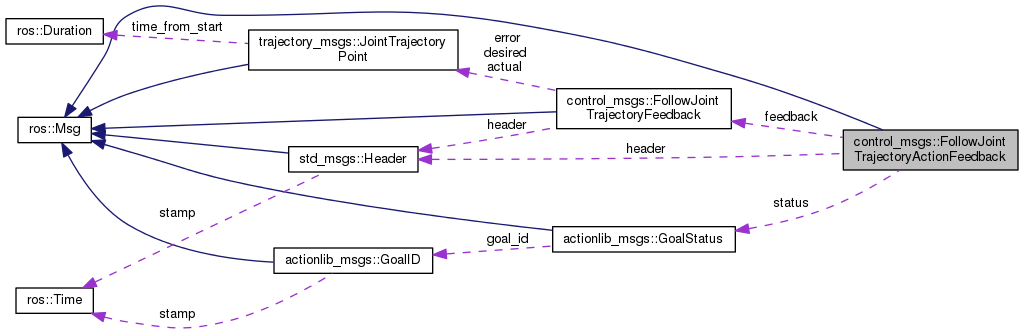 ros::Duration
time_from_start
trajectory_msgs::JointTrajectory
Point
error
desired
actual
control_msgs::FollowJoint
TrajectoryFeedback
feedback
ros::Msg
header
control_msgs::FollowJoint
TrajectoryActionFeedback
std_msgs::Header
header
stamp
status
goal_id
actionlib_msgs::GoalStatus
actionlib_msgs::GoalID
ros::Time
stamp